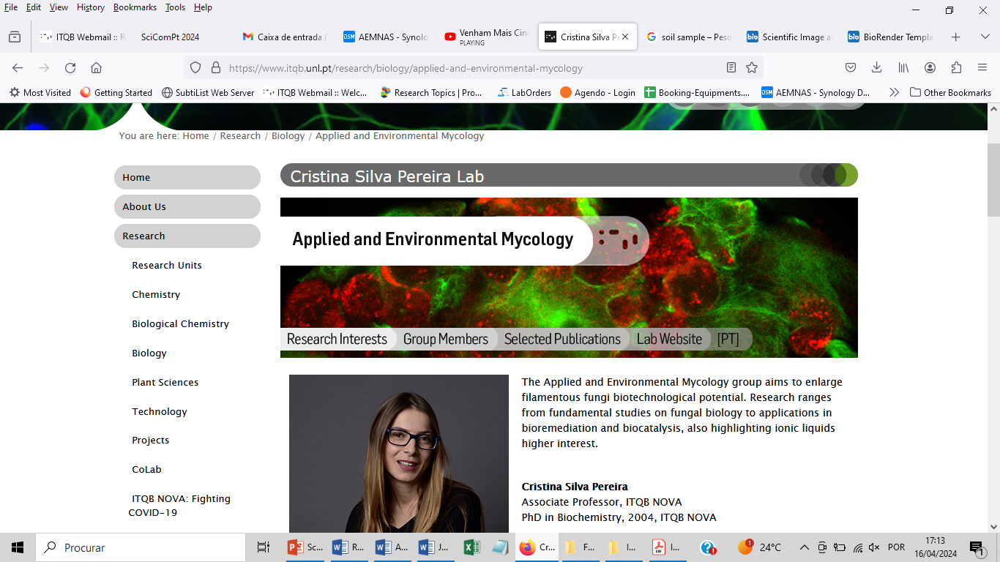 File Edit View History Bookmarks Tools Help
ITQB Webmail :: R
SciComPt 2024
Caixa de entrada (
AEMNAS - Synolo
Venham Mais Cinc
PLAYING
Cristina Silva Pe
soil sample – Pesq
Scientific Image a
BioRender Templa
https://www.itqb.unl.pt/research/biology/applied-and-environmental-mycology
Most Visited Getting Started SubtiList Web Server ITQB Webmail :: Welc... Research Topics | Pro... LabOrders Agendo - Login Booking-Equipments.... AEMNAS - Synology D... Other Bookmarks
You are here: Home / Research / Biology / Applied and Environmental Mycology
Home
About Us
Research
Research Units
Chemistry
Biological Chemistry
Biology
Plant Sciences
Technology
Projects
CoLab
ITQB NOVA: Fighting
COVID-19
Cristina Silva Pereira Lab
Applied and Environmental Mycology
Research Interests Group Members Selected Publications Lab Website [PT]
The Applied and Environmental Mycology group aims to enlarge
filamentous fungi biotechnological potential. Research ranges
from fundamental studies on fungal biology to applications in
bioremediation and biocatalysis, also highlighting ionic liquids
higher interest.
Cristina Silva Pereira
Associate Professor, ITQB NOVA
PhD in Biochemistry, 2004, ITQB NOVA
Procurar
Sc... R... A... J... Cr... F... I... I... 24°C POR
17:13
16/04/2024